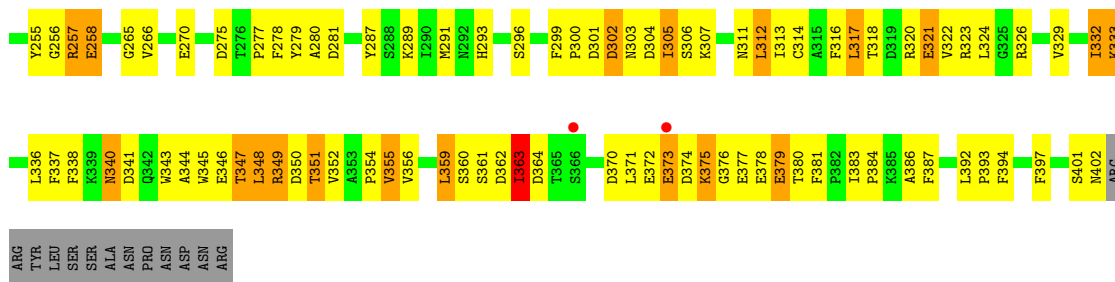 Y255 G256 R257 E258 G265 V266 E270 D275 T276 P277 F278 Y279 A280 D281 Y287 S288 K289 I290 M291 N292 H293 S296 F299 P300 D301 D302 N303 D304 I305 S306 K307 N311 L312 I313 C314 A315 F316 L317 T318 D319 R320 E321 V322 R323 L324 G325 R326 V329 I332 K333
L336 F337 F338 K339 N340 D341 Q342 W343 A344 W345 E346 T347 L348 R349 D350 T351 V352 A353 P354 V355 V356 L359 S360 S361 D362 I363 D364 T365 S366 D370 L371 E372 E373 D374 K375 G376 E377 E378 E379 T380 F381 P382 I383 P384 K385 A386 F387 L392 P393 F394 F397 S401 N402 ARG
ARG TYR LEU SER SER ALA ASN PRO ASN ASP ASN ARG